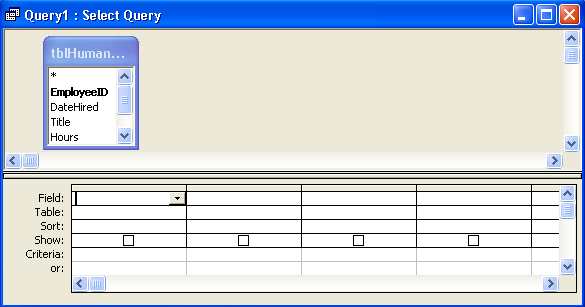 Query1 : Select Query
tblHuman...
*
EmployeeID
DateHired
Title
Hours
Field:
Table:
Sort:
Show:
Criteria:
or: